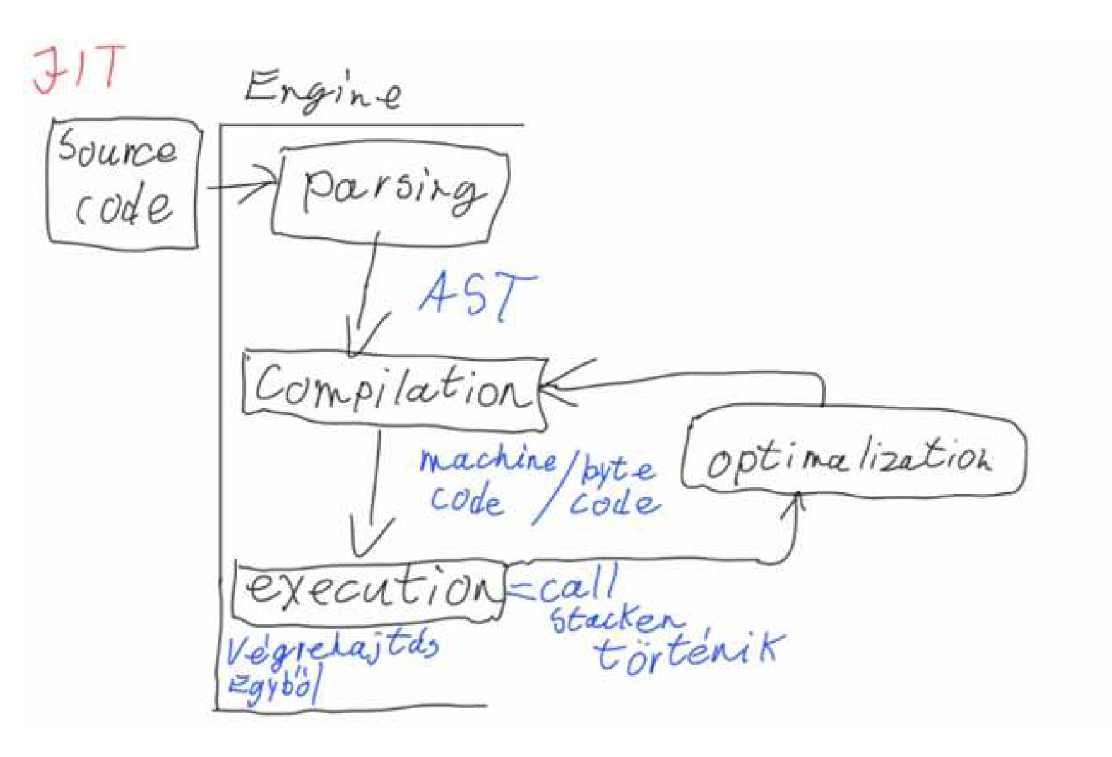 JIT
Engine
Source
code
parsing
AST
Compilation
optimalization
machine/byte
code / code
execution
=call
stacken
történik
Végrehajtás
Egyből